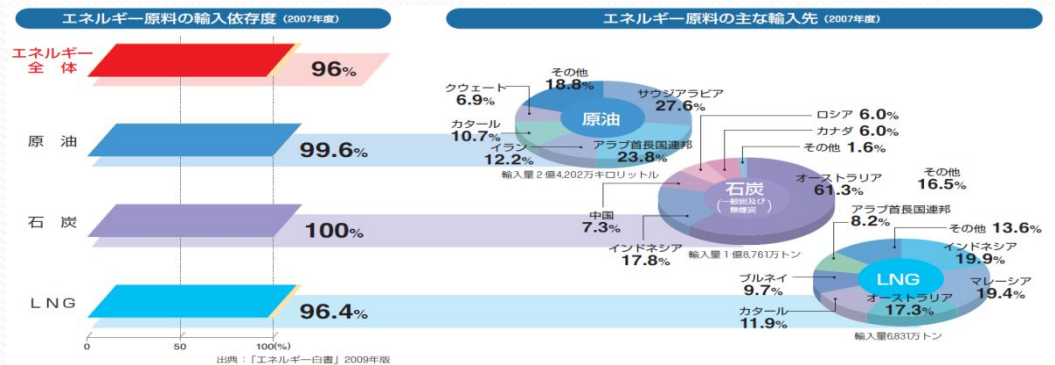 エネルギー原料の輸入依存度 (2007年度)
エネルギー
全体
96%
原油
99.6%
石炭
100%
LNG
96.4%
0
50
100(%)
出典：「エネルギー白書」2009年版
エネルギー原料の主な輸入先（2007年度）
原油
その他
18.8%
サウジアラビア
27.6%
クウェート
6.9%
カタール
10.7%
イラン
12.2%
アラブ首長国連邦
23.8%
輸入量2億4,202万キロリットル
石炭
(一般炭及び
無煙炭)
ロシア 6.0%
カナダ 6.0%
その他 1.6%
オーストラリア
61.3%
中国
7.3%
インドネシア
17.8%
輸入量1億8,761万トン
その他
16.5%
LNG
アラブ首長国連邦
8.2%
その他 13.6%
インドネシア
19.9%
マレーシア
19.4%
ブルネイ
9.7%
オーストラリア
17.3%
カタール
11.9%
輸入量6,831万トン